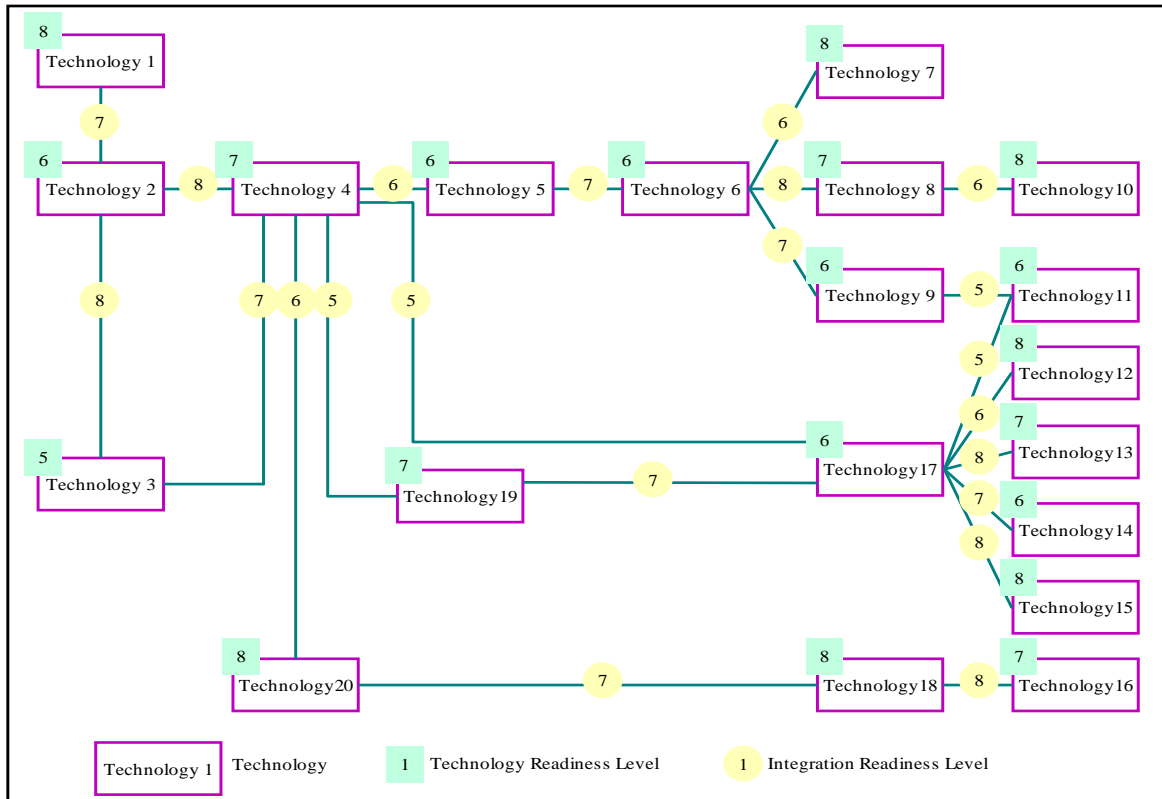 8
Technology 1
7
6
Technology 2
8
7
Technology 4
6
6
Technology 5
7
6
Technology 6
6
8
Technology 7
8
7
Technology 8
6
8
Technology10
7
6
Technology 9
5
6
Technology11
8
7
6
5
5
5
8
Technology12
6
7
Technology13
8
5
Technology 3
7
Technology19
7
6
Technology17
7
6
Technology14
8
8
Technology15
8
Technology20
7
8
Technology18
8
7
Technology16
Technology 1
Technology
1
Technology Readiness Level
1
Integration Readiness Level